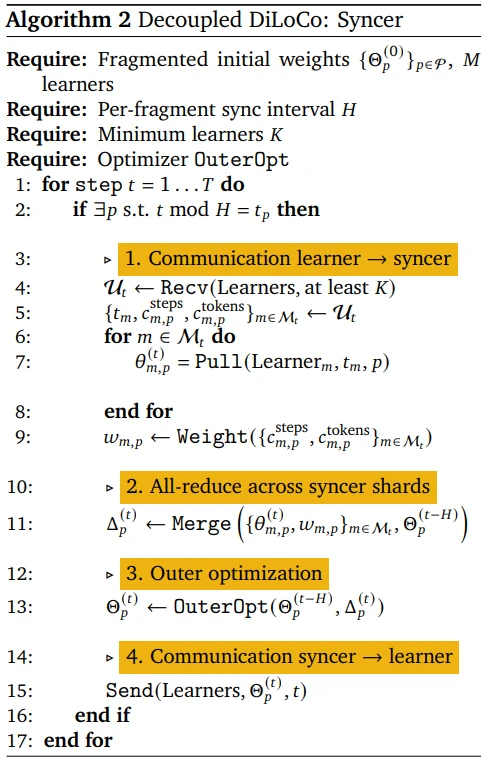 Algorithm 2 Decoupled DiLoCo: Syncer
Require: Fragmented initial weights {Θ_p^{(0)}}_{p∈𝒫}, M
learners
Require: Per-fragment sync interval H
Require: Minimum learners K
Require: Optimizer OuterOpt
1: for step t = 1 … T do
2: if ∃p s.t. t mod H = t_p then
3: ▹ 1. Communication learner → syncer
4: 𝒰_t ← Recv(Learners, at least K)
5: {t_m, c_{m,p}^{steps}, c_{m,p}^{tokens}}_{m∈ℳ_t} ← 𝒰_t
6: for m ∈ ℳ_t do
7: θ_{m,p}^{(t)} = Pull(Learner_m, t_m, p)
8: end for
9: w_{m,p} ← Weight({c_{m,p}^{steps}, c_{m,p}^{tokens}}_{m∈ℳ_t})
10: ▹ 2. All-reduce across syncer shards
11: Δ_p^{(t)} ← Merge({θ_{m,p}^{(t)}, w_{m,p}}_{m∈ℳ_t}, Θ_p^{(t−H)})
12: ▹ 3. Outer optimization
13: Θ_p^{(t)} ← OuterOpt(Θ_p^{(t−H)}, Δ_p^{(t)})
14: ▹ 4. Communication syncer → learner
15: Send(Learners, Θ_p^{(t)}, t)
16: end if
17: end for